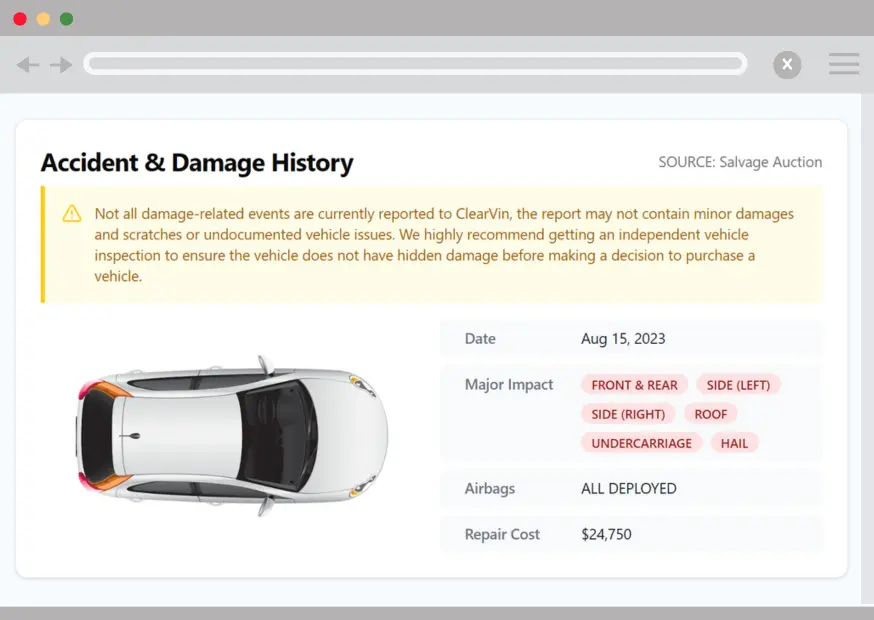 Accident & Damage History
SOURCE: Salvage Auction
Not all damage-related events are currently reported to ClearVin, the report may not contain minor damages
and scratches or undocumented vehicle issues. We highly recommend getting an independent vehicle
inspection to ensure the vehicle does not have hidden damage before making a decision to purchase a
vehicle.
Date Aug 15, 2023
Major Impact FRONT & REAR SIDE (LEFT)
SIDE (RIGHT) ROOF
UNDERCARRIAGE HAIL
Airbags ALL DEPLOYED
Repair Cost $24,750